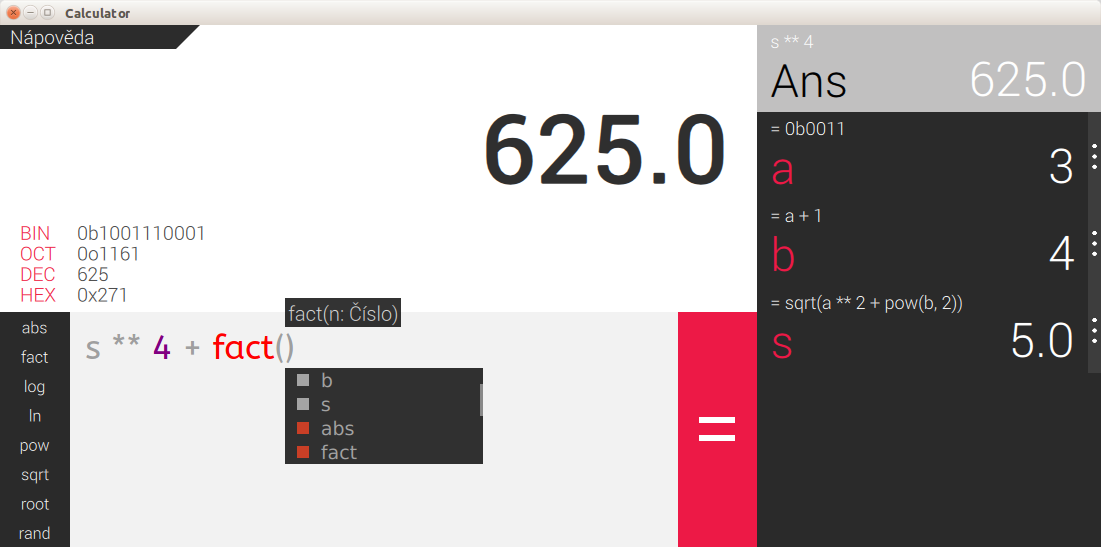 Calculator
Nápověda
625.0
BIN 0b1001110001
OCT 0o1161
DEC 625
HEX 0x271
abs
fact
log
ln
pow
sqrt
root
rand
fact(n: Číslo)
s ** 4 + fact()
b
s
abs
fact
=
s ** 4
Ans 625.0
= 0b0011
a 3
= a + 1
b 4
= sqrt(a ** 2 + pow(b, 2))
s 5.0